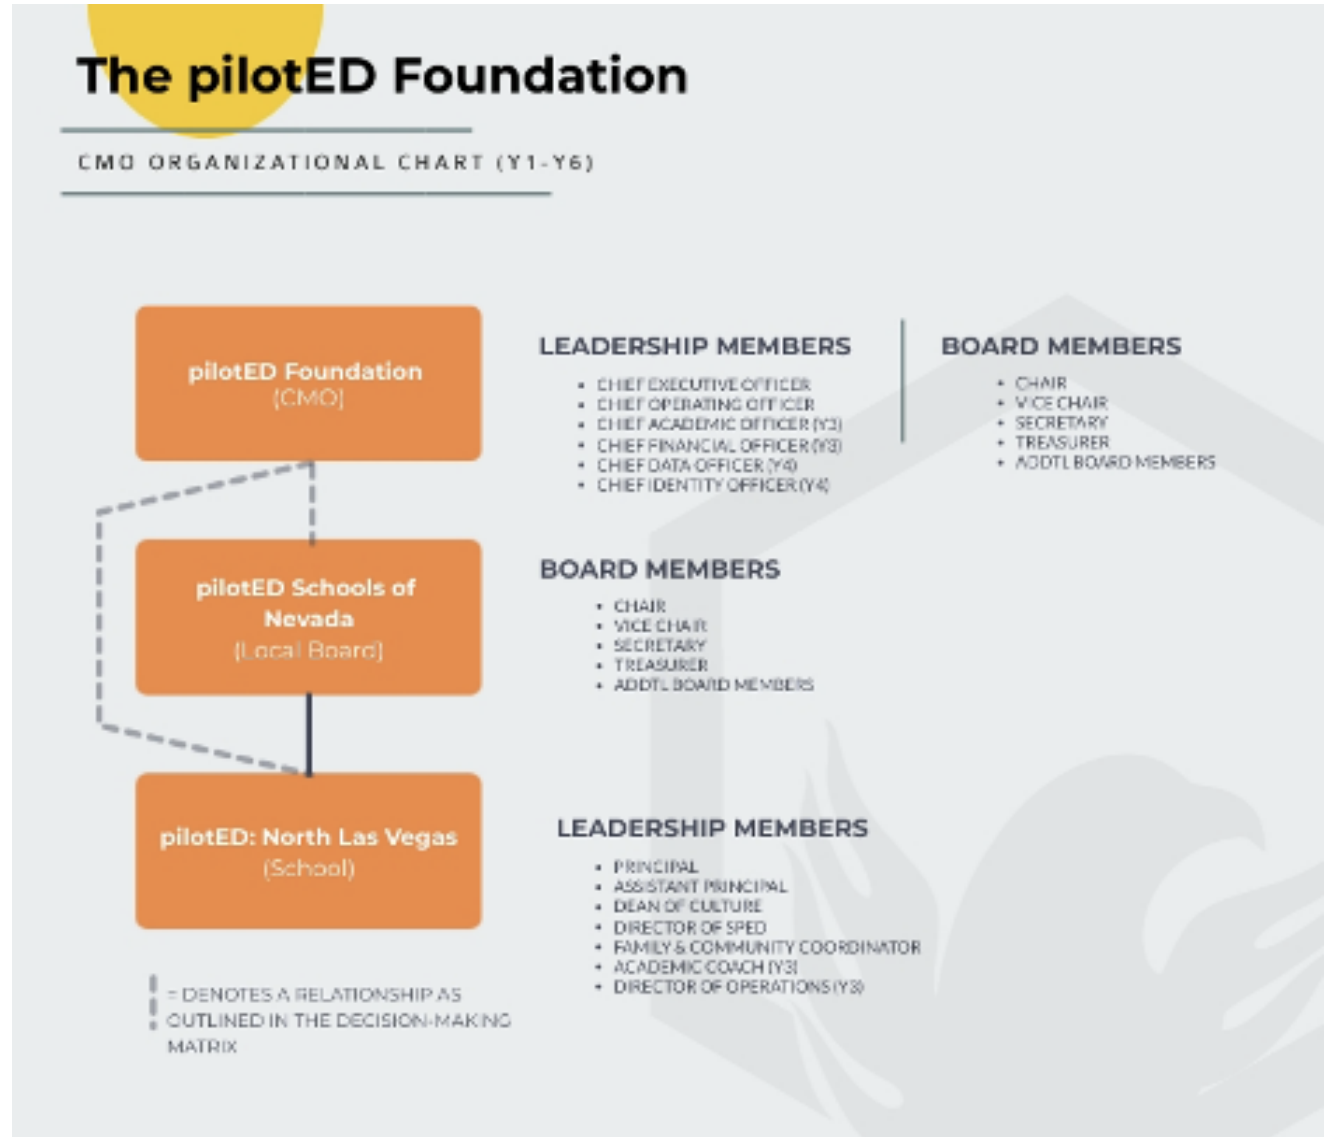 The pilotED Foundation
CMO ORGANIZATIONAL CHART (Y1-Y6)
pilotED Foundation
(CMO)
LEADERSHIP MEMBERS
• CHIEF EXECUTIVE OFFICER
• CHIEF OPERATING OFFICER
• CHIEF ACADEMIC OFFICER (Y3)
• CHIEF FINANCIAL OFFICER (Y3)
• CHIEF DATA OFFICER (Y4)
• CHIEF IDENTITY OFFICER (Y4)
BOARD MEMBERS
• CHAIR
• VICE CHAIR
• SECRETARY
• TREASURER
• ADDTL BOARD MEMBERS
pilotED Schools of
Nevada
(Local Board)
BOARD MEMBERS
• CHAIR
• VICE CHAIR
• SECRETARY
• TREASURER
• ADDTL BOARD MEMBERS
pilotED: North Las Vegas
(School)
LEADERSHIP MEMBERS
• PRINCIPAL
• ASSISTANT PRINCIPAL
• DEAN OF CULTURE
• DIRECTOR OF SPED
• FAMILY & COMMUNITY COORDINATOR
• ACADEMIC COACH (Y3)
• DIRECTOR OF OPERATIONS (Y3)
= DENOTES A RELATIONSHIP AS
OUTLINED IN THE DECISION-MAKING
MATRIX